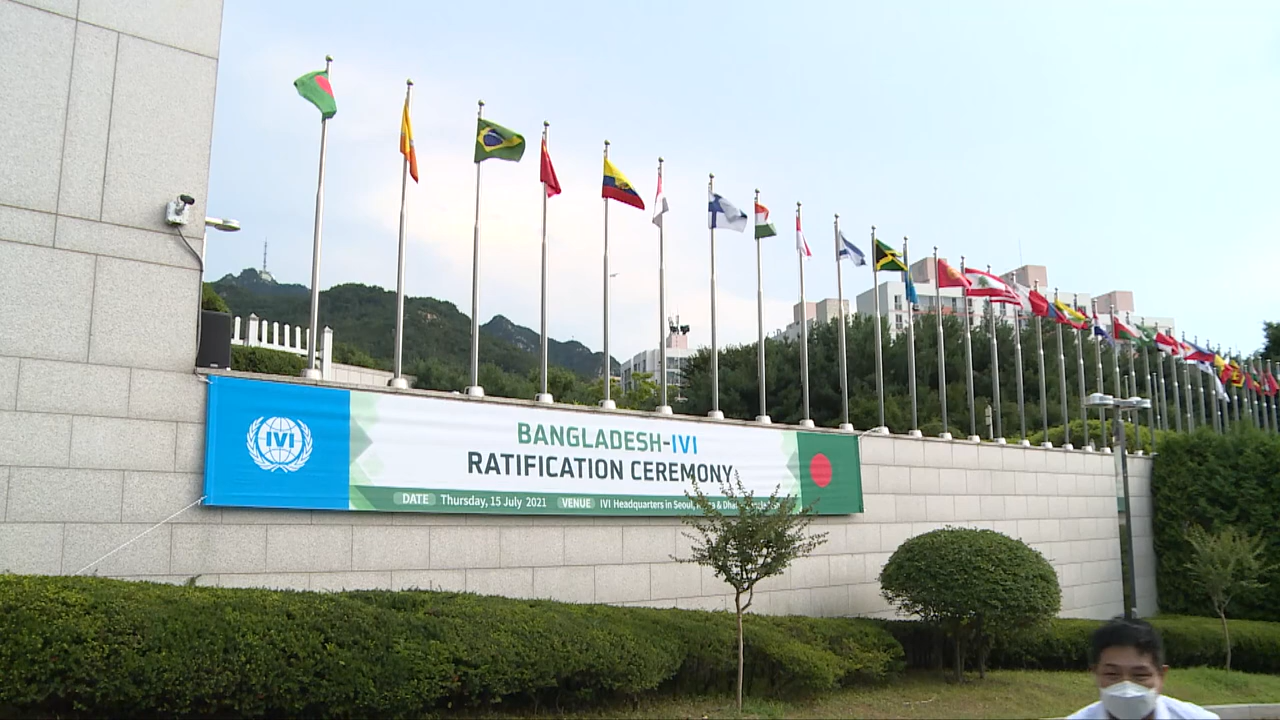 IVI
BANGLADESH-IVI
RATIFICATION CEREMONY
DATE Thursday, 15 July 2021 VENUE IVI Headquarters in Seoul, &